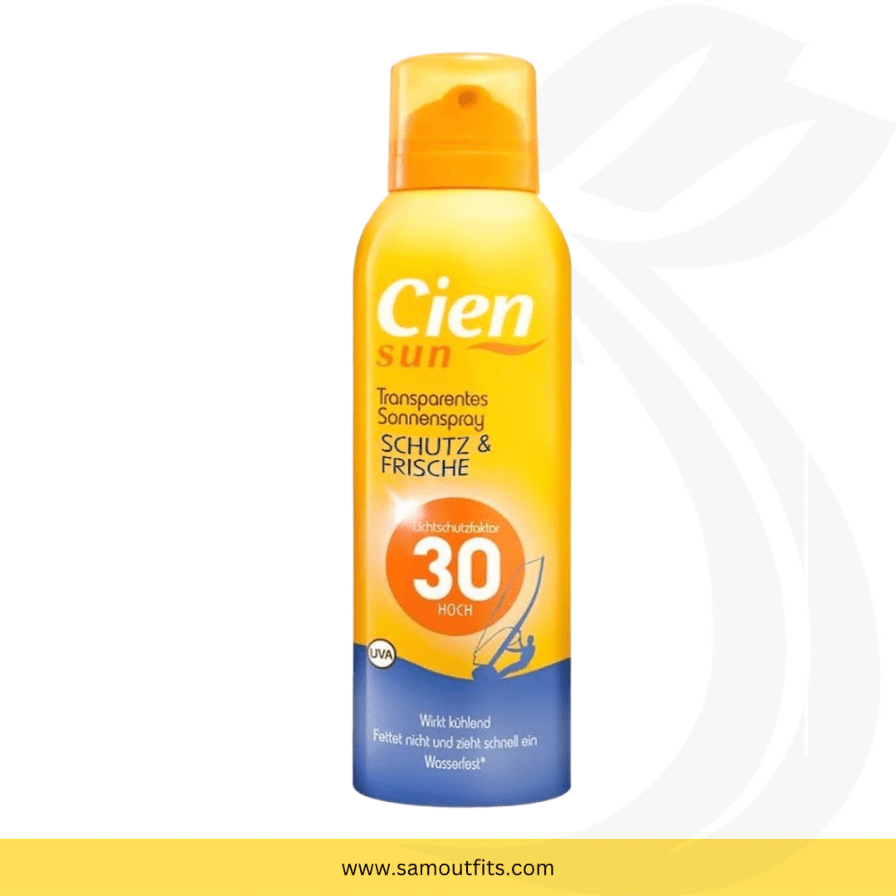 Cien
sun
Transparentes
Sonnenspray
SCHUTZ &
FRISCHE
Lichtschutzfaktor
30
HOCH
UVA
Wirkt kühlend
Fettet nicht und zieht schnell ein
Wasserfest*
www.samoutfits.com